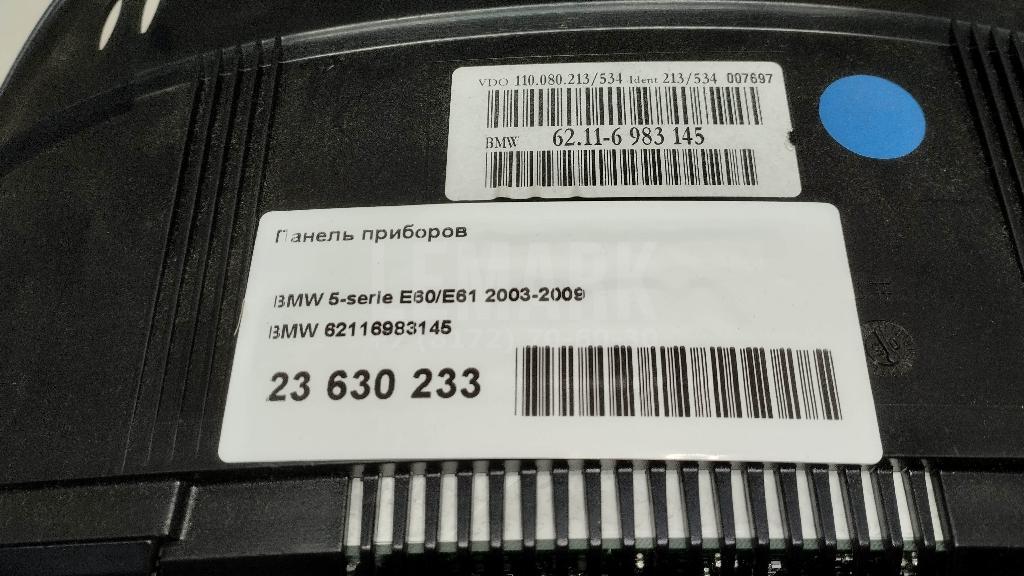 VDO 110.080.213/534 Ident 213/534 007697
BMW 62.11-6 983 145
Панель приборов
LEMARK
BMW 5-serie E60/E61 2003-2009
BMW 62116983145
23 630 233